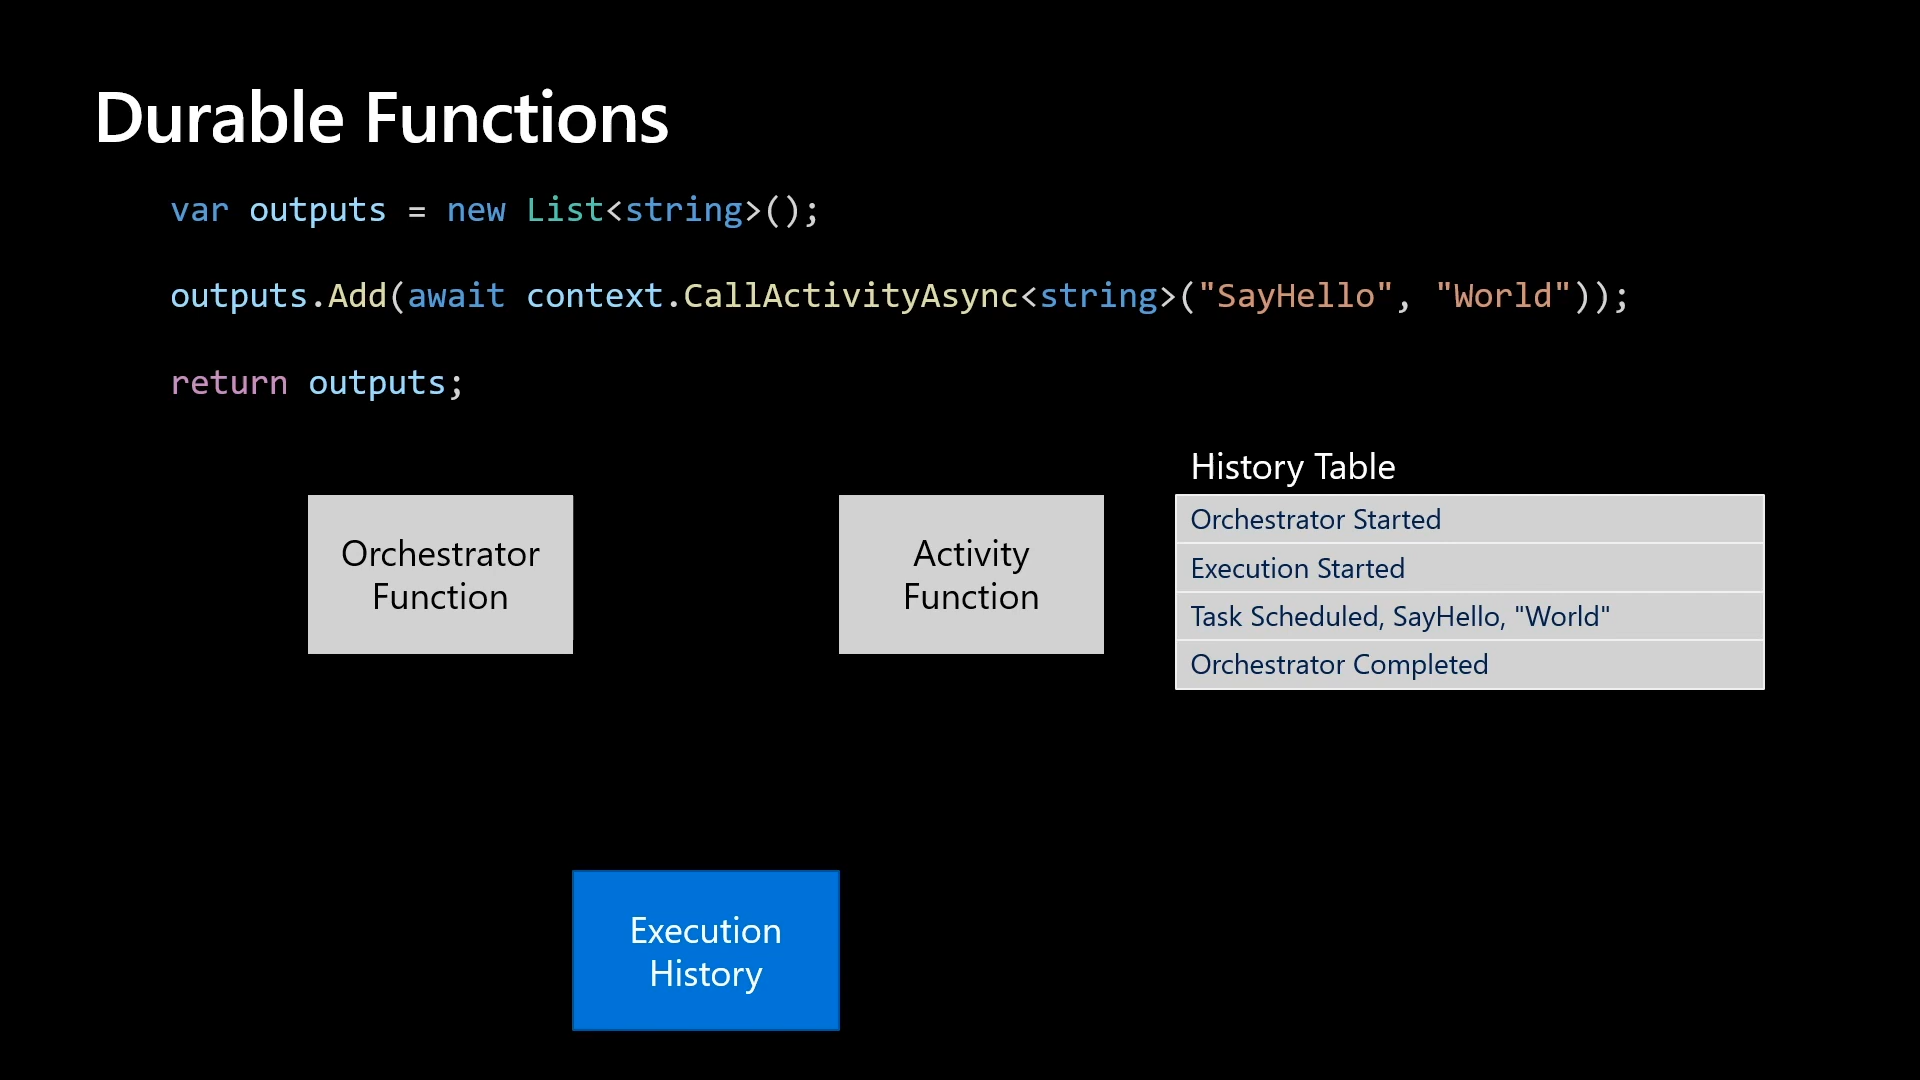 Durable Functions
var outputs = new List<string>();
outputs.Add(await context.CallActivityAsync<string>("SayHello", "World"));
return outputs;
Orchestrator
Function
Activity
Function
History Table
Orchestrator Started
Execution Started
Task Scheduled, SayHello, "World"
Orchestrator Completed
Execution
History